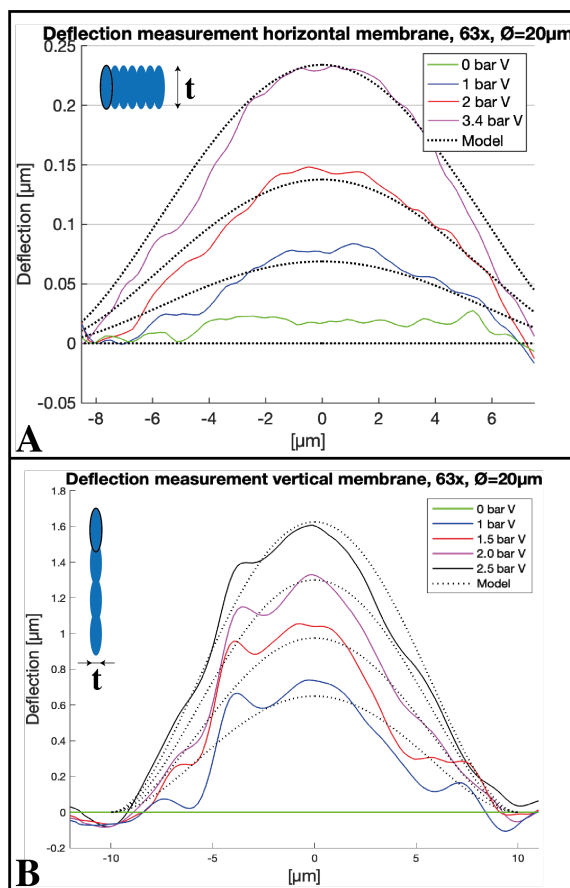 Deflection measurement horizontal membrane, 63x, Ø=20μm
0.25
0.2
0.15
0.1
0.05
0
-0.05
Deflection [μm]
t
0 bar V
1 bar V
2 bar V
3.4 bar V
Model
-8 -6 -4 -2 0 2 4 6
[μm]
A
Deflection measurement vertical membrane, 63x, Ø=20μm
1.8
1.6
1.4
1.2
1
0.8
0.6
0.4
0.2
0
-0.2
Deflection [μm]
t
0 bar V
1 bar V
1.5 bar V
2.0 bar V
2.5 bar V
Model
-10 -5 0 5 10
[μm]
B